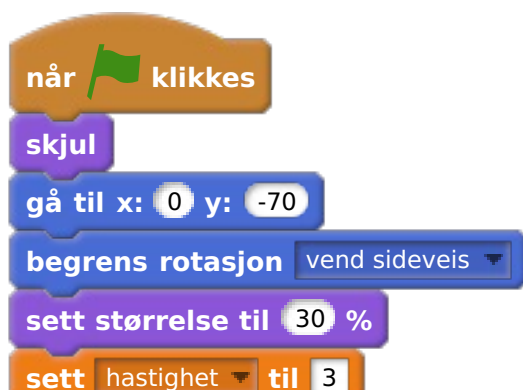 når klikkes
skjul
gå til x: 0 y: -70
begrens rotasjon vend sideveis
sett størrelse til 30 %
sett hastighet til 3